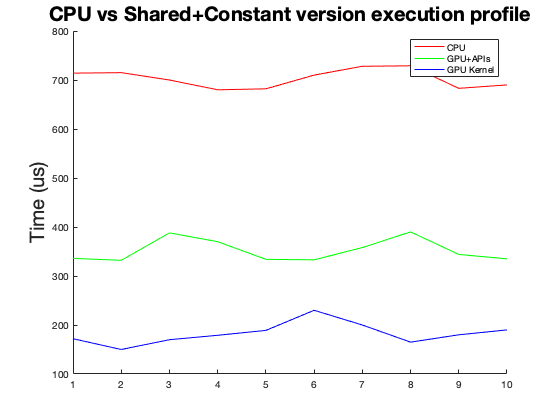 CPU vs Shared+Constant version execution profile
800
700
600
500
400
300
200
100
Time (us)
CPU
GPU+APIs
GPU Kernel
1 2 3 4 5 6 7 8 9 10